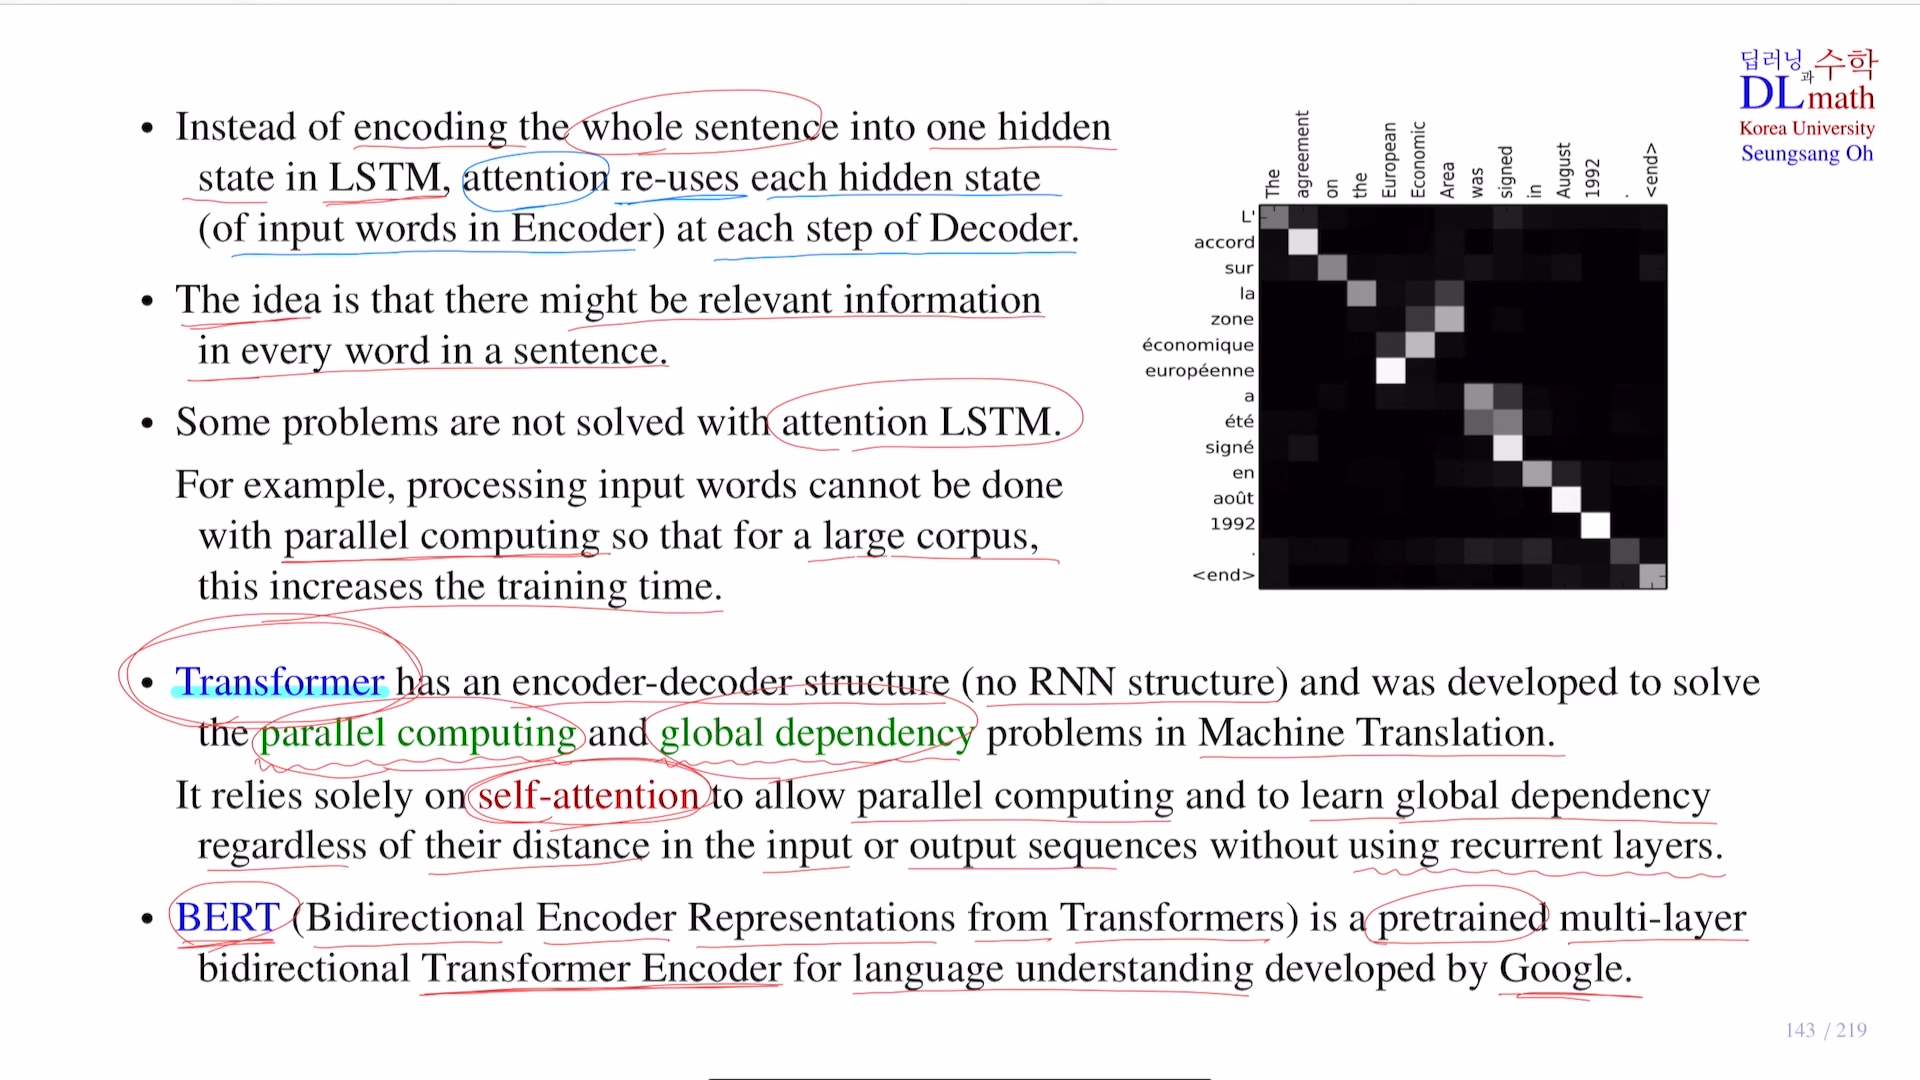 딥러닝과 수학
DL math
Korea University
Seungsang Oh
• Instead of encoding the whole sentence into one hidden
state in LSTM, attention re-uses each hidden state
(of input words in Encoder) at each step of Decoder.
• The idea is that there might be relevant information
in every word in a sentence.
• Some problems are not solved with attention LSTM.
For example, processing input words cannot be done
with parallel computing so that for a large corpus,
this increases the training time.
The
agreement
on
the
European
Economic
Area
was
signed
in
August
1992
.
<end>
L'
accord
sur
la
zone
économique
européenne
a
été
signé
en
août
1992
.
<end>
• Transformer has an encoder-decoder structure (no RNN structure) and was developed to solve
the parallel computing and global dependency problems in Machine Translation.
It relies solely on self-attention to allow parallel computing and to learn global dependency
regardless of their distance in the input or output sequences without using recurrent layers.
• BERT (Bidirectional Encoder Representations from Transformers) is a pretrained multi-layer
bidirectional Transformer Encoder for language understanding developed by Google.
143 / 219